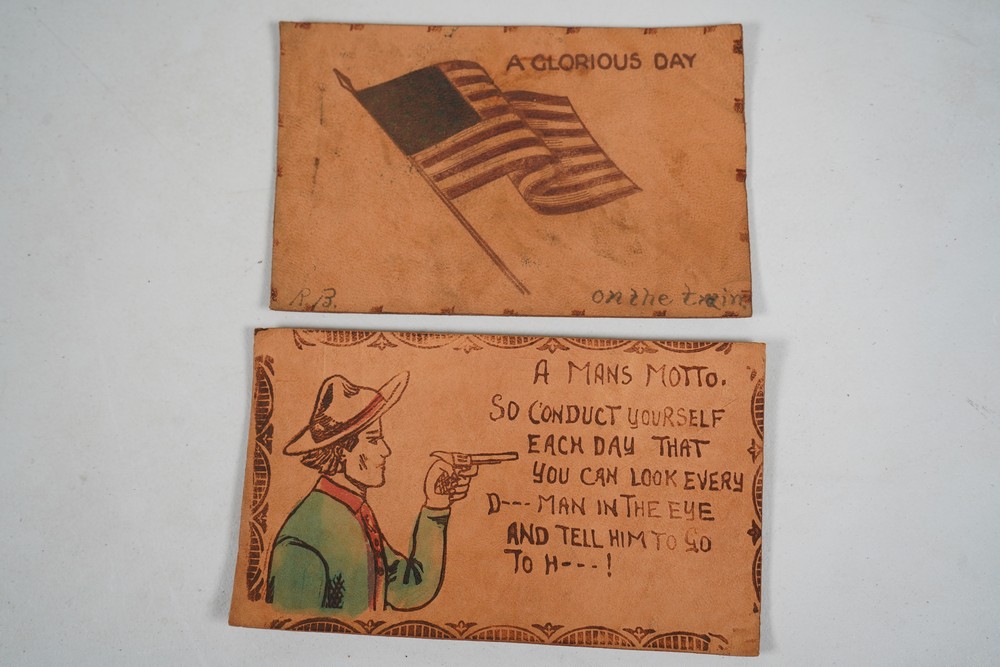 A GLORIOUS DAY
R.B.
on the train
A MANS MOTTO.
SO CONDUCT YOURSELF
EACH DAY THAT
YOU CAN LOOK EVERY
D--- MAN IN THE EYE
AND TELL HIM TO GO
TO H---!